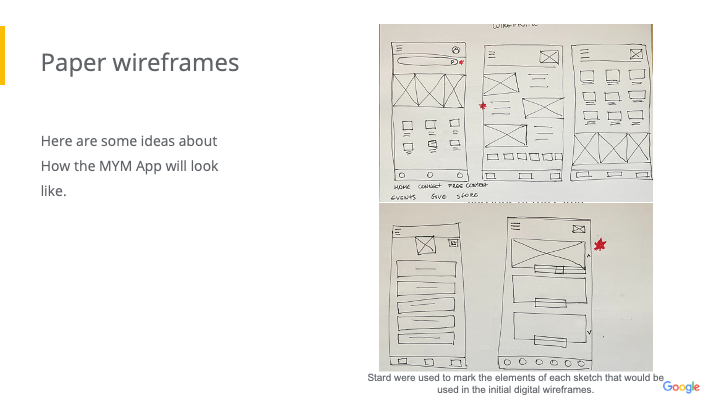 Paper wireframes
Here are some ideas about
How the MYM App will look
like.
WIREFRAME
HOME CONNECT FREE CONTENT
EVENTS GIVE STORE
Stard were used to mark the elements of each sketch that would be
used in the initial digital wireframes.
Google